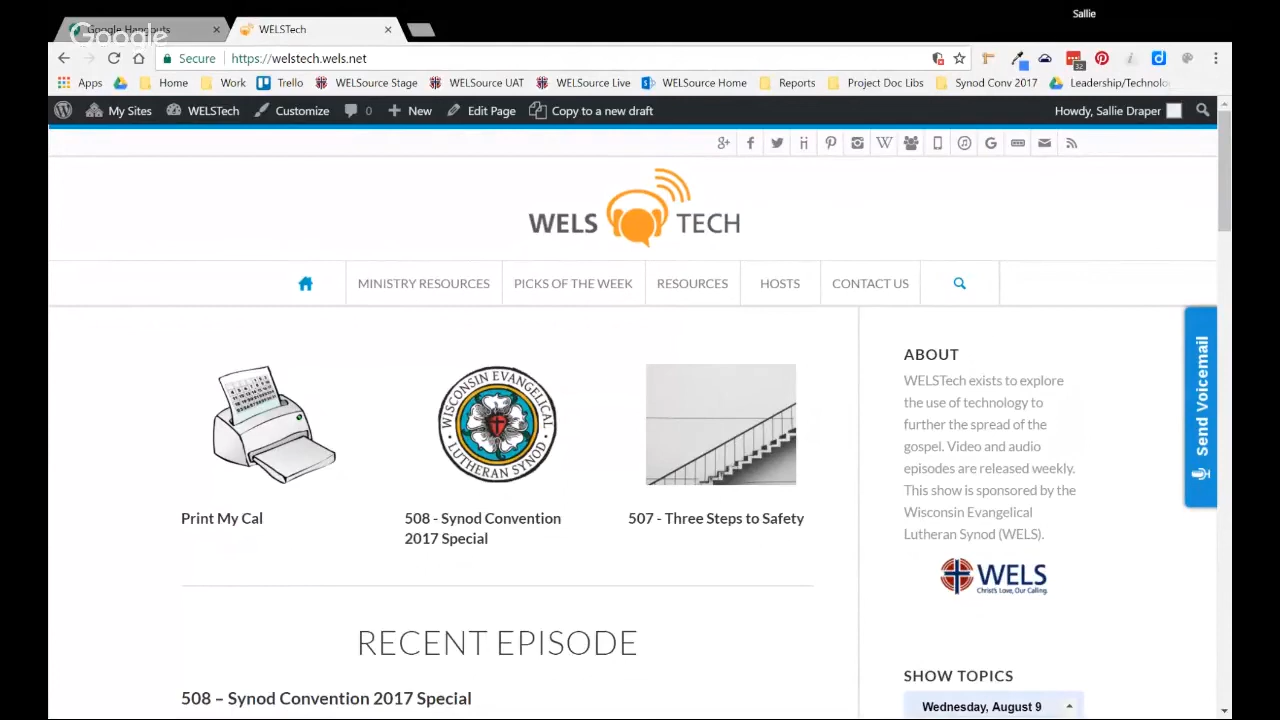 Sallie
Google Hangouts
WELSTech
Google
Secure
https://welstech.wels.net
32
Apps
Home
Work
Trello
WELSource Stage
WELSource UAT
WELSource Live
WELSource Home
Reports
Project Doc Libs
Synod Conv 2017
Leadership/Technolo
My Sites
WELSTech
Customize
0
New
Edit Page
Copy to a new draft
Howdy, Sallie Draper
WELS TECH
MINISTRY RESOURCES
PICKS OF THE WEEK
RESOURCES
HOSTS
CONTACT US
Send Voicemail
WISCONSIN EVANGELICAL
LUTHERAN SYNOD
Print My Cal
508 - Synod Convention
2017 Special
507 - Three Steps to Safety
RECENT EPISODE
508 – Synod Convention 2017 Special
ABOUT
WELSTech exists to explore
the use of technology to
further the spread of the
gospel. Video and audio
episodes are released weekly.
This show is sponsored by the
Wisconsin Evangelical
Lutheran Synod (WELS).
WELS
Christ's Love, Our Calling.
SHOW TOPICS
Wednesday, August 9